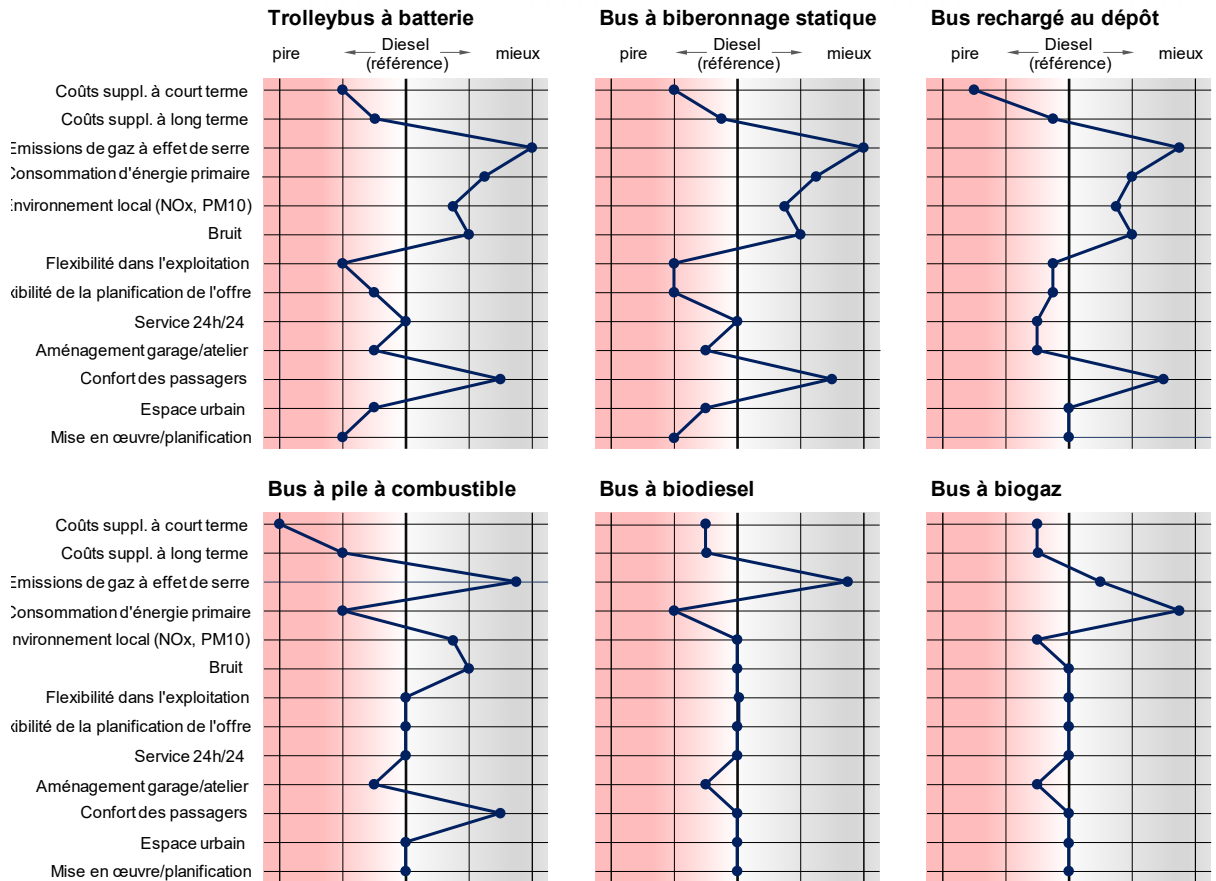 Trolleybus à batterie
Bus à biberonnage statique
Bus rechargé au dépôt
pire
Diesel
(référence)
mieux
pire
Diesel
(référence)
mieux
pire
Diesel
(référence)
mieux
Coûts suppl. à court terme
Coûts suppl. à long terme
Emissions de gaz à effet de serre
Consommation d'énergie primaire
Environnement local (NOx, PM10)
Bruit
Flexibilité dans l'exploitation
xibilité de la planification de l'offre
Service 24h/24
Aménagement garage/atelier
Confort des passagers
Espace urbain
Mise en œuvre/planification
Bus à pile à combustible
Bus à biodiesel
Bus à biogaz
Coûts suppl. à court terme
Coûts suppl. à long terme
Emissions de gaz à effet de serre
Consommation d'énergie primaire
nvironnement local (NOx, PM10)
Bruit
Flexibilité dans l'exploitation
xibilité de la planification de l'offre
Service 24h/24
Aménagement garage/atelier
Confort des passagers
Espace urbain
Mise en œuvre/planification